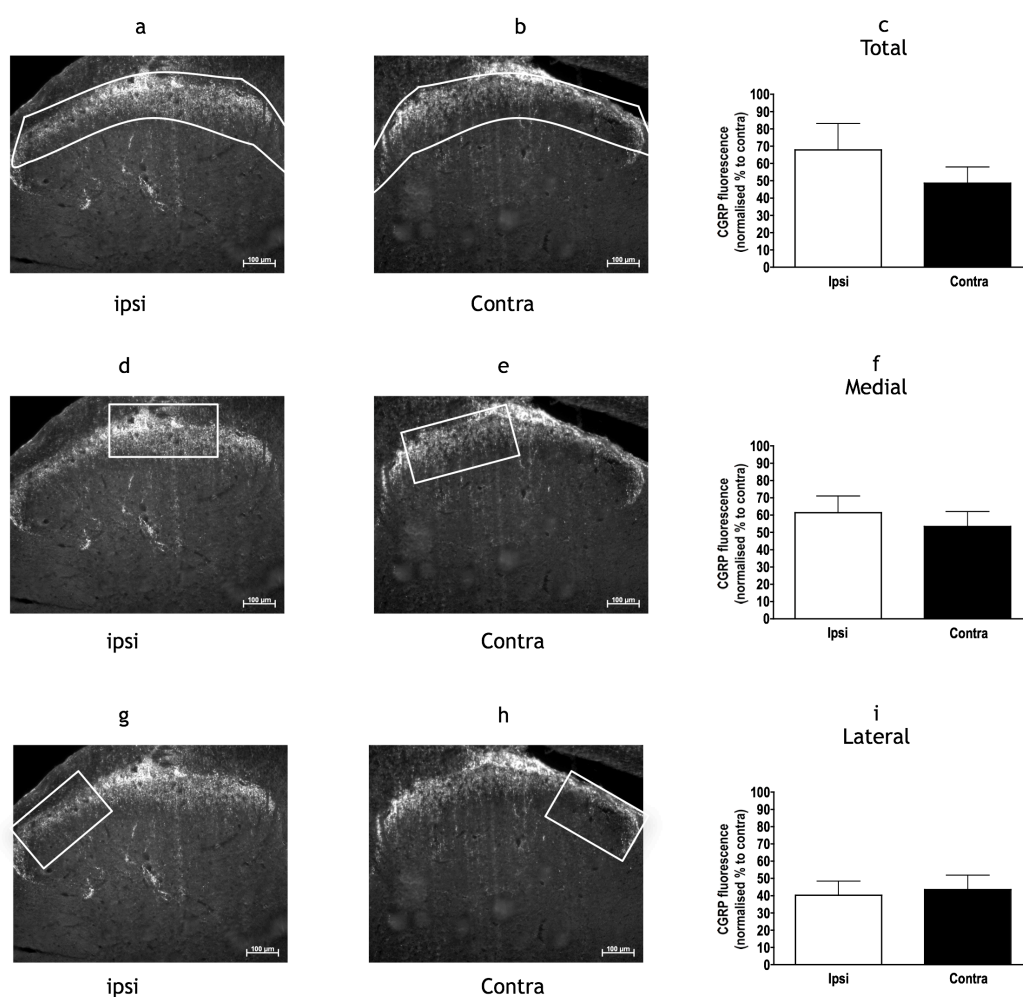 a
b
c
Total
100 µm
100 µm
CGRP fluorescence
(normalised % to contra)
100
90
80
70
60
50
40
30
20
10
0
Ipsi
Contra
ipsi
Contra
d
e
f
Medial
100 µm
100 µm
CGRP fluorescence
(normalised % to contra)
100
90
80
70
60
50
40
30
20
10
0
Ipsi
Contra
ipsi
Contra
g
h
i
Lateral
100 µm
100 µm
CGRP fluorescence
(normalised % to contra)
100
90
80
70
60
50
40
30
20
10
0
Ipsi
Contra
ipsi
Contra